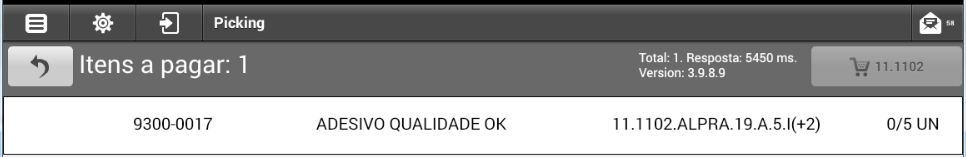 Picking
58
Itens a pagar: 1
Total: 1. Resposta: 5450 ms.
Version: 3.9.8.9
11.1102
9300-0017 ADESIVO QUALIDADE OK 11.1102.ALPRA.19.A.5.I(+2) 0/5 UN